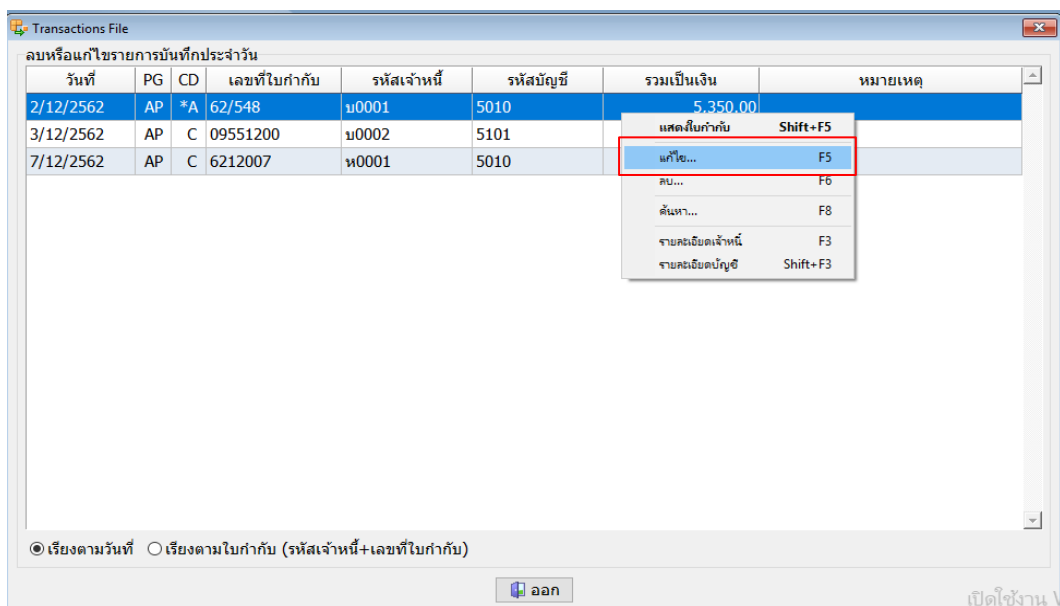 Transactions File
ลบหรือแก้ไขรายการบันทึกประจำวัน
วันที่ PG CD เลขที่ใบกำกับ รหัสเจ้าหนี้ รหัสบัญชี รวมเป็นเงิน หมายเหตุ
2/12/2562 AP *A 62/548 บ0001 5010 5,350.00
3/12/2562 AP C 09551200 บ0002 5101
7/12/2562 AP C 6212007 ห0001 5010
แสดงใบกำกับ Shift+F5
แก้ไข... F5
ลบ... F6
ค้นหา... F8
รายละเอียดเจ้าหนี้ F3
รายละเอียดบัญชี Shift+F3
เรียงตามวันที่ เรียงตามใบกำกับ (รหัสเจ้าหนี้+เลขที่ใบกำกับ)
ออก
เปิดใช้งาน